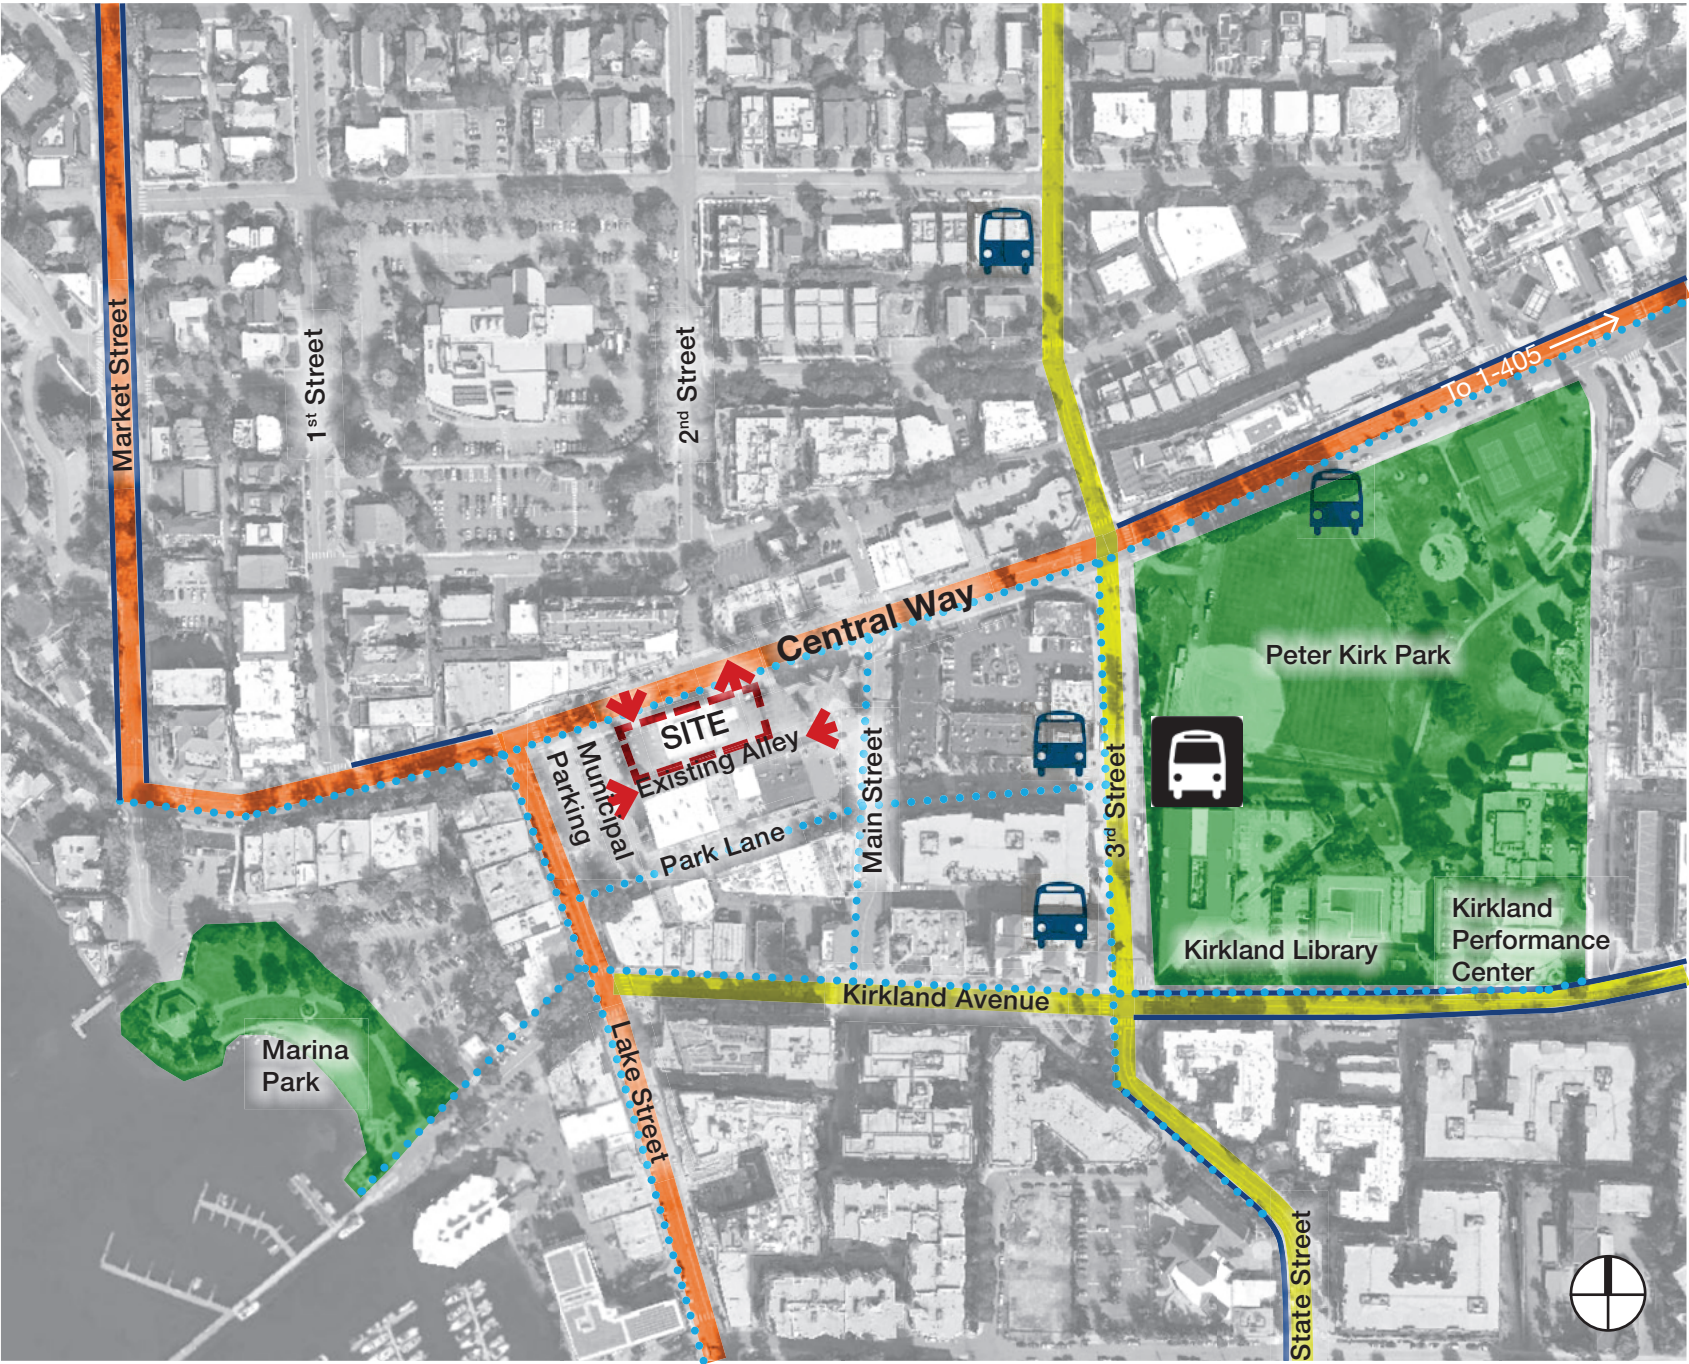 Market Street
1st Street
2nd Street
To 1-405
Central Way
Peter Kirk Park
SITE
Existing Alley
Municipal
Parking
Park Lane
Main Street
3rd Street
Kirkland Library
Kirkland
Performance
Center
Kirkland Avenue
Marina
Park
Lake Street
State Street